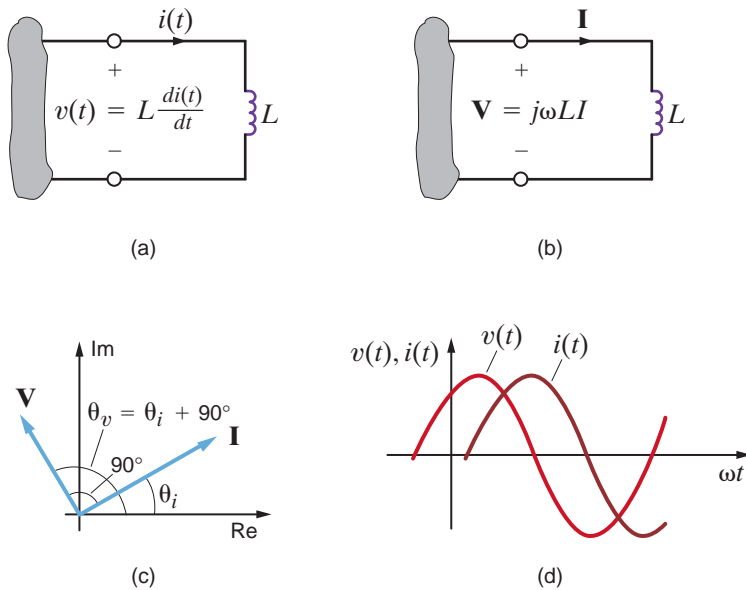 i(t)
+
v(t) = L di(t)/dt
L
−
(a)
I
+
V = jωLI
L
−
(b)
Im
V
θv = θi + 90°
I
90°
θi
Re
(c)
v(t), i(t)
v(t)
i(t)
ωt
(d)